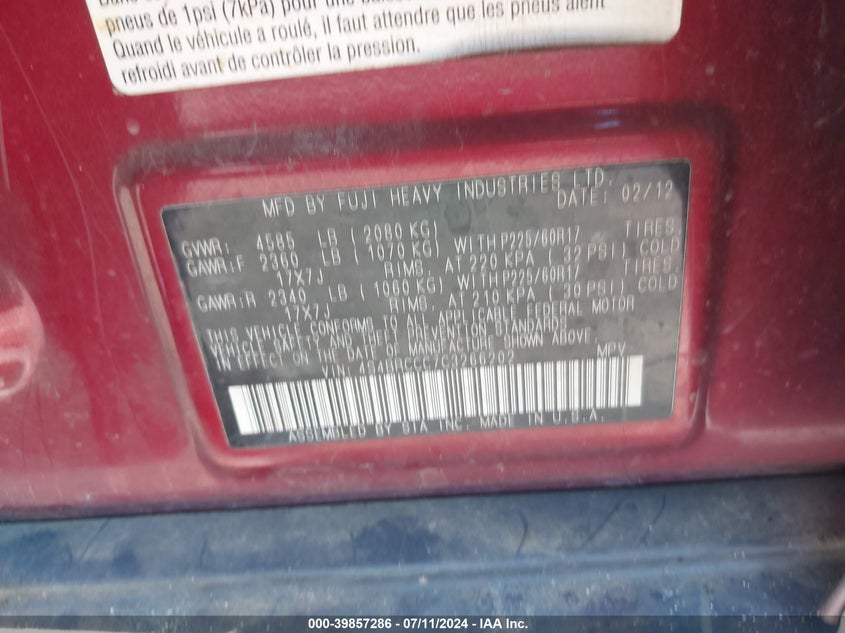 pneus de 1psi (7kPa) pour une
Quand le véhicule a roulé, il faut attendre que les pneus aient
refroidi avant de contrôler la pression.
MFD BY FUJI HEAVY INDUSTRIES LTD.
DATE: 02/12
GVWR: 4585 LB (2080 KG)
GAWR:F 2360 LB (1070 KG) WITH P225/60R17 TIRES,
17X7J RIMS, AT 220 KPA (32 PSI) COLD
GAWR:R 2340 LB (1060 KG) WITH P225/60R17 TIRES,
17X7J RIMS, AT 210 KPA (30 PSI) COLD
THIS VEHICLE CONFORMS TO ALL APPLICABLE FEDERAL MOTOR
VEHICLE SAFETY AND THEFT PREVENTION STANDARDS
IN EFFECT ON THE DATE OF MANUFACTURE SHOWN ABOVE.
VIN: 4S4BRCCC7C3266202 MPV
ASSEMBLED BY SIA INC. MADE IN U.S.A.
000-39857286 - 07/11/2024 - IAA Inc.